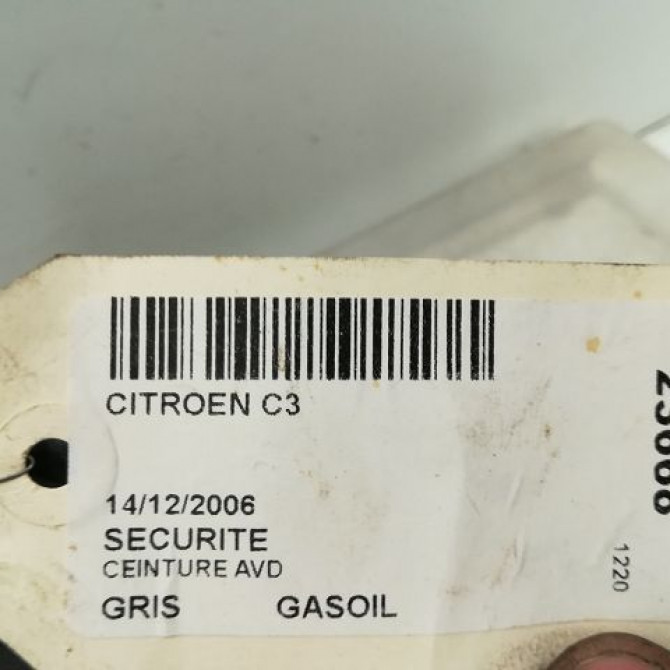 CITROEN C3
14/12/2006
SECURITE
CEINTURE AVD
GRIS GASOIL
1220